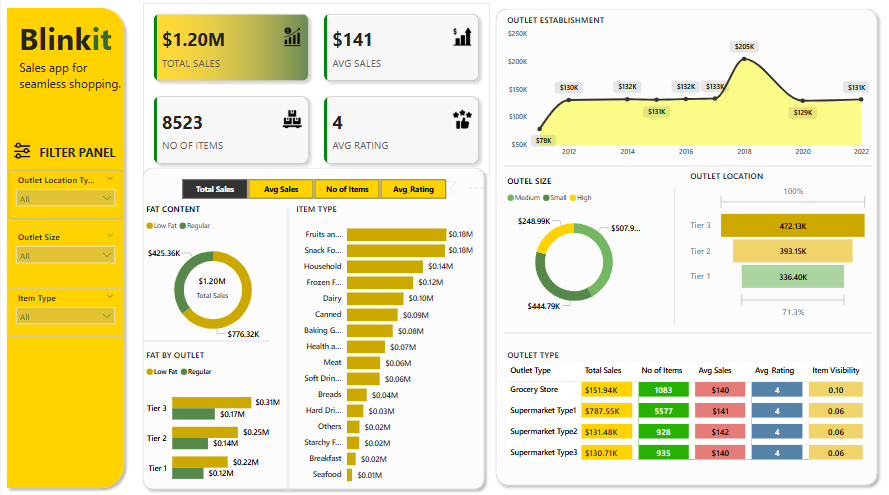 Blinkit
Sales app for
seamless shopping.
FILTER PANEL
Outlet Location Ty...
All
Outlet Size
All
Item Type
All
$1.20M
TOTAL SALES
$141
AVG SALES
8523
NO OF ITEMS
4
AVG RATING
Total Sales
Avg Sales
No of Items
Avg Rating
FAT CONTENT
Low Fat
Regular
$425.36K
$1.20M
Total Sales
$776.32K
FAT BY OUTLET
Low Fat
Regular
Tier 3
$0.31M
$0.17M
Tier 2
$0.25M
$0.14M
Tier 1
$0.22M
$0.12M
ITEM TYPE
Fruits an... $0.18M
Snack Fo... $0.18M
Household $0.14M
Frozen F... $0.12M
Dairy $0.10M
Canned $0.09M
Baking G... $0.08M
Health a... $0.07M
Meat $0.06M
Soft Drin... $0.06M
Breads $0.04M
Hard Dri... $0.03M
Others $0.02M
Starchy F... $0.02M
Breakfast $0.02M
Seafood $0.01M
OUTLET ESTABLISHMENT
$250K
$200K
$150K
$100K
$50K
$78K
$130K
$132K
$131K
$132K
$133K
$205K
$129K
$131K
2012 2014 2016 2018 2020 2022
OUTEL SIZE
Medium Small High
$248.99K
$507.9...
$444.79K
OUTLET LOCATION
100%
Tier 3 472.13K
Tier 2 393.15K
Tier 1 336.40K
71.3%
OUTLET TYPE
Outlet Type Total Sales No of Items Avg Sales Avg Rating Item Visibility
Grocery Store $151.94K 1083 $140 4 0.10
Supermarket Type1 $787.55K 5577 $141 4 0.06
Supermarket Type2 $131.48K 928 $142 4 0.06
Supermarket Type3 $130.71K 935 $140 4 0.06